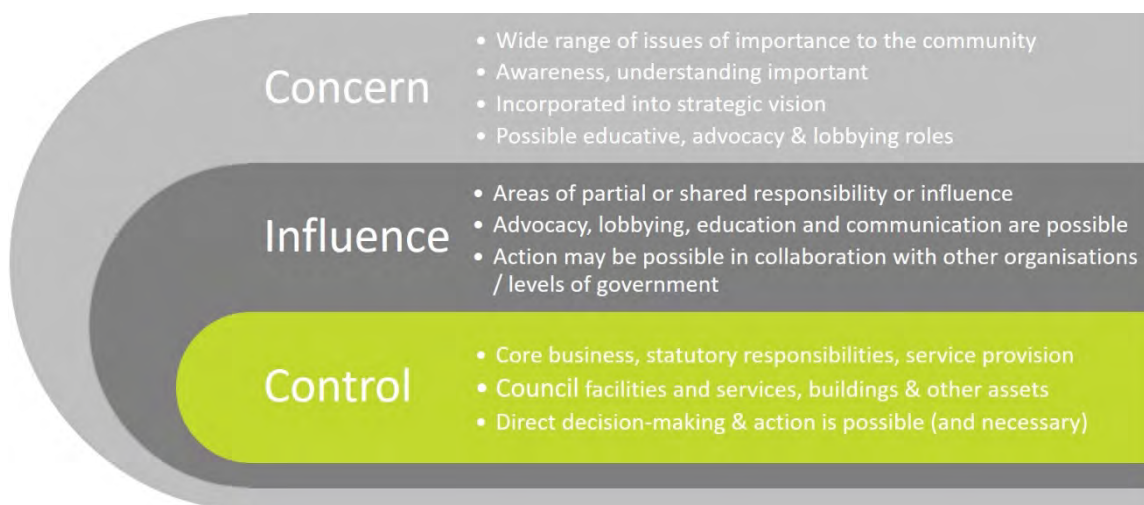 Concern
• Wide range of issues of importance to the community
• Awareness, understanding important
• Incorporated into strategic vision
• Possible educative, advocacy & lobbying roles
Influence
• Areas of partial or shared responsibility or influence
• Advocacy, lobbying, education and communication are possible
• Action may be possible in collaboration with other organisations
/ levels of government
Control
• Core business, statutory responsibilities, service provision
• Council facilities and services, buildings & other assets
• Direct decision-making & action is possible (and necessary)